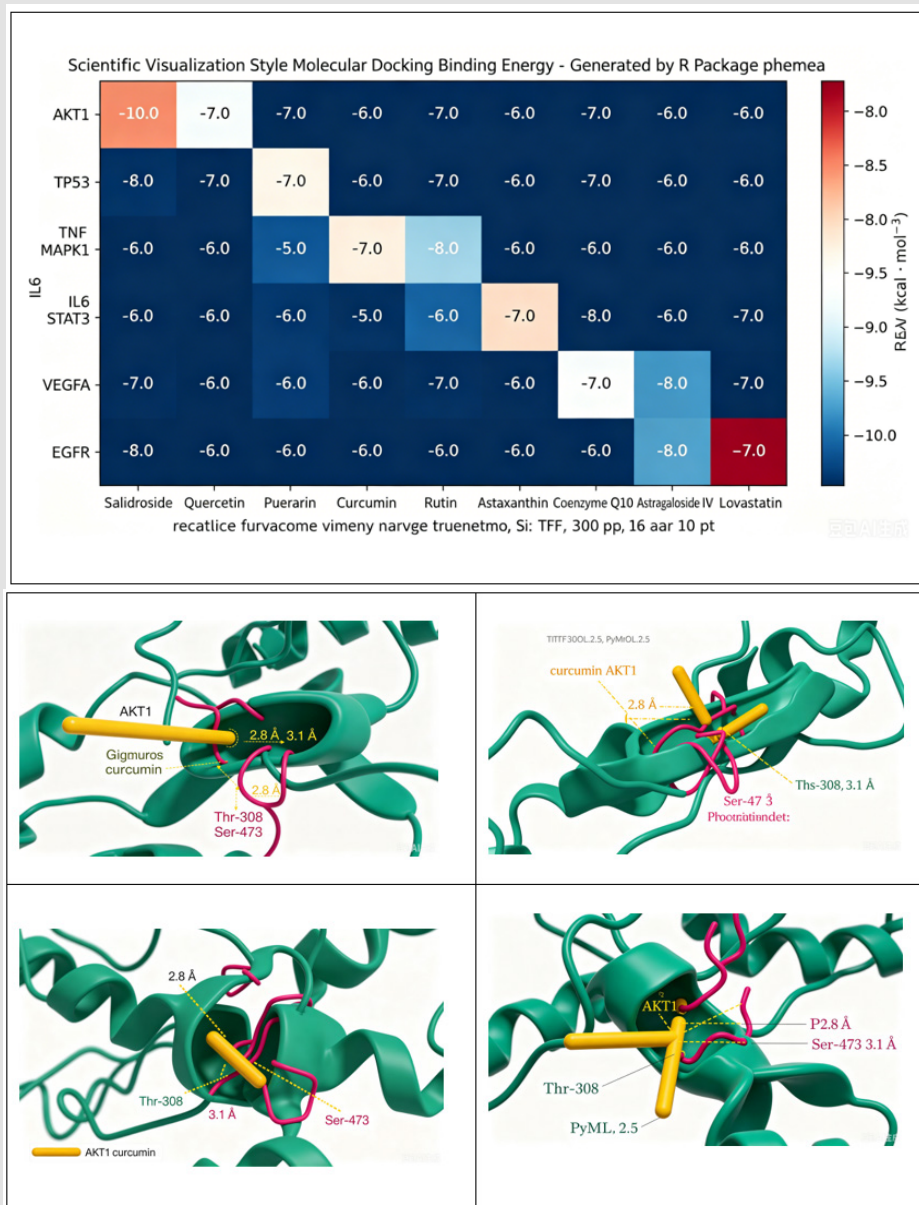 Scientific Visualization Style Molecular Docking Binding Energy - Generated by R Package phemea
AKT1 -10.0 -7.0 -7.0 -6.0 -7.0 -6.0 -7.0 -6.0 -6.0
TP53 -8.0 -7.0 -7.0 -6.0 -7.0 -6.0 -7.0 -6.0 -6.0
TNF
MAPK1 -6.0 -6.0 -5.0 -7.0 -8.0 -6.0 -6.0 -6.0 -6.0
IL6
IL6
STAT3 -6.0 -6.0 -6.0 -5.0 -6.0 -7.0 -8.0 -6.0 -7.0
VEGFA -7.0 -6.0 -6.0 -6.0 -7.0 -6.0 -7.0 -8.0 -7.0
EGFR -8.0 -6.0 -6.0 -6.0 -6.0 -6.0 -6.0 -8.0 -7.0
Salidroside Quercetin Puerarin Curcumin Rutin Astaxanthin Coenzyme Q10 Astragaloside IV Lovastatin
recatlice furvacome vimeny narvge truenetmo, Si: TFF, 300 pp, 16 aar 10 pt
-8.0
-8.5
-8.0
-9.5
-9.0
-9.5
-10.0
(kcal · mol⁻³)
豆包AI生成
AKT1
2.8 Å 3.1 Å
Gigmuros
curcumin
2.8 Å
Thr-308
Ser-473
curcumin AKT1
2.8 Å
Ths-308, 3.1 Å
Ser-47 3
2.8 Å
Thr-308
3.1 Å
Ser-473
AKT1 curcumin
AKT1
P2.8 Å
Ser-473 3.1 Å
Thr-308
PyML, 2.5